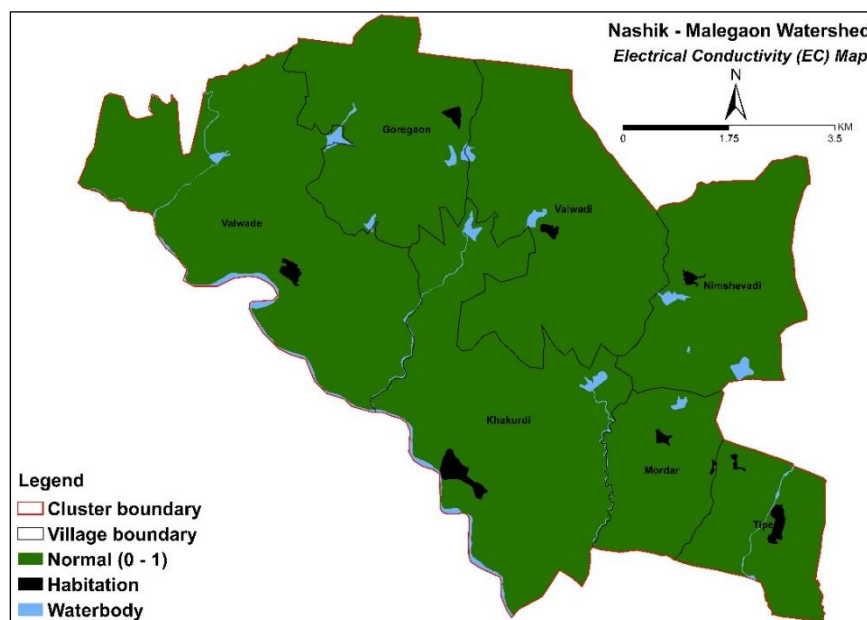 Nashik - Malegaon Watershed
Electrical Conductivity (EC) Map
N
KM
0 1.75 3.5
Goregaon
Valwade
Valwadi
Nimshevadi
Khakurdi
Mordar
Tipe
Legend
Cluster boundary
Village boundary
Normal (0 - 1)
Habitation
Waterbody